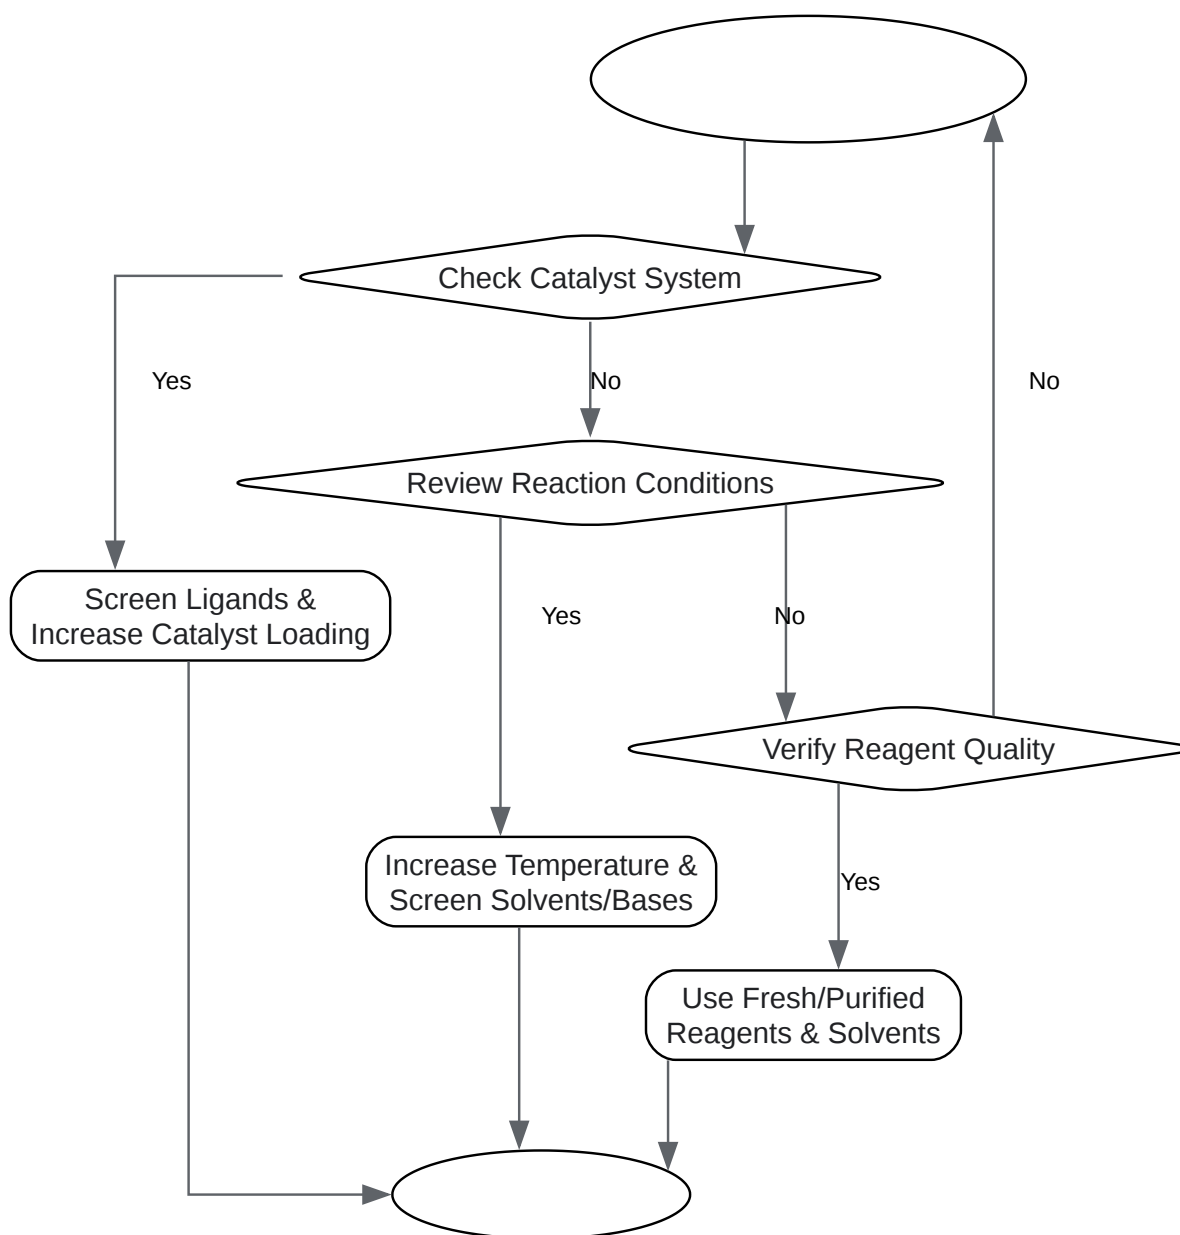 Check Catalyst System
Yes
No
No
Review Reaction Conditions
Screen Ligands &
Increase Catalyst Loading
Yes
No
Verify Reagent Quality
Increase Temperature &
Screen Solvents/Bases
Yes
Use Fresh/Purified
Reagents & Solvents